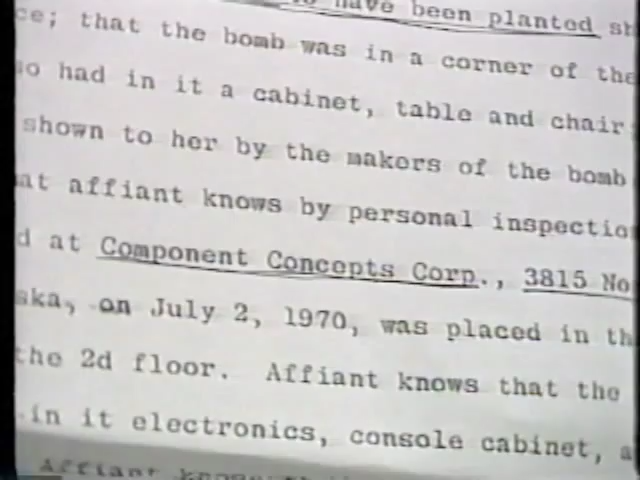 have been planted
ce; that the bomb was in a corner of the
so had in it a cabinet, table and chair
shown to her by the makers of the bomb
at affiant knows by personal inspectio
d at Component Concepts Corp., 3815 No
ska, on July 2, 1970, was placed in th
the 2d floor. Affiant knows that the
in it electronics, console cabinet, a
Affiant knows